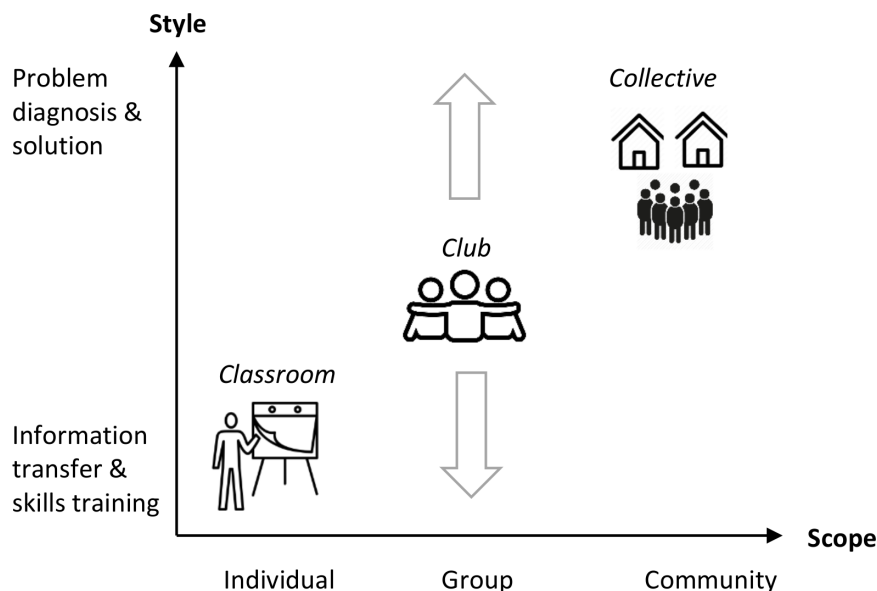 Style
Problem
diagnosis &
solution
Collective
Club
Classroom
Information
transfer &
skills training
Scope
Individual
Group
Community